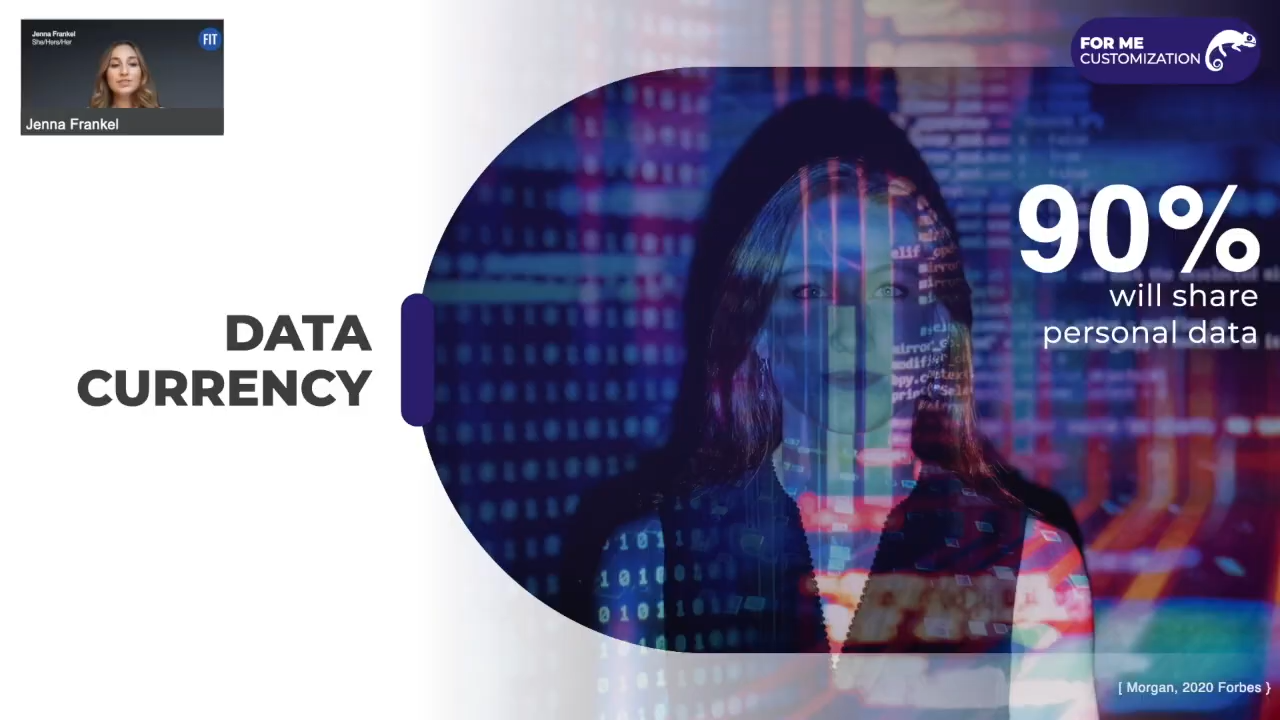 Jenna Frankel
She/Hers/Her
FIT
Jenna Frankel
FOR ME
CUSTOMIZATION
90%
will share
personal data
DATA
CURRENCY
[ Morgan, 2020 Forbes }